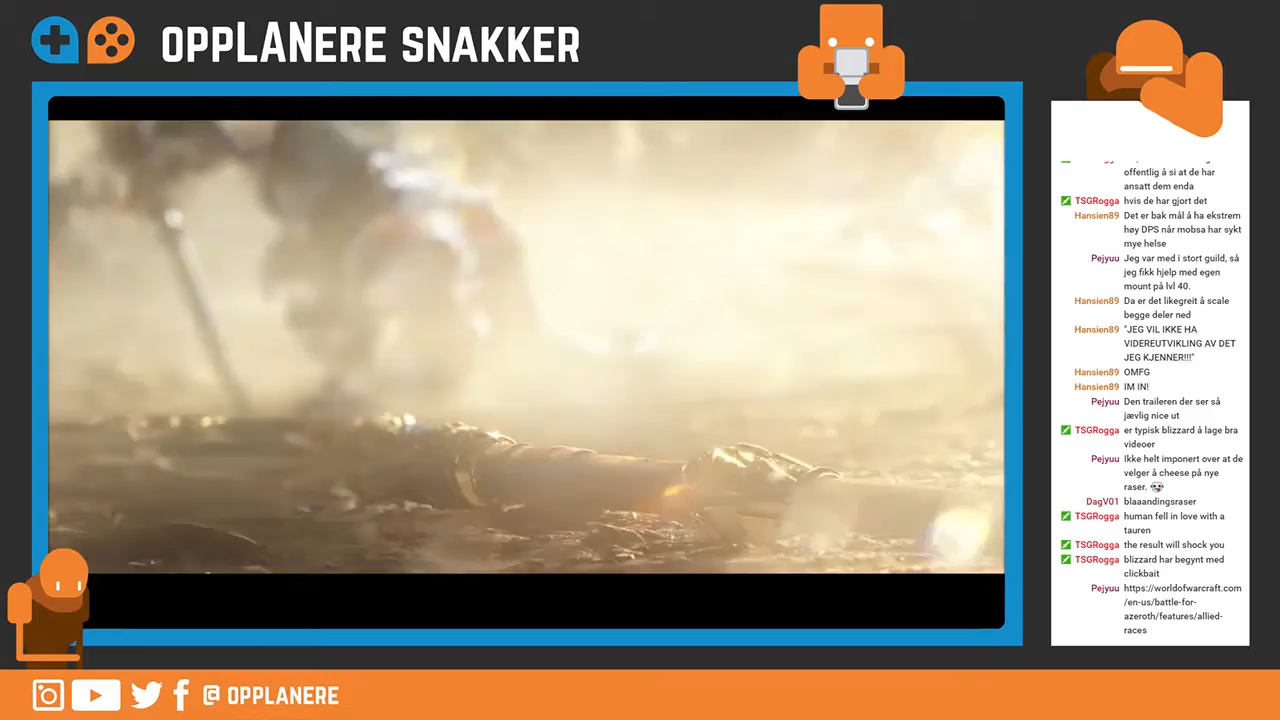 OPPLANERE SNAKKER
offentlig å si at de har
ansatt dem enda
TSGRogga hvis de har gjort det
Hansien89 Det er bak mål å ha ekstrem
høy DPS når mobsa har sykt
mye helse
Pejyuu Jeg var med i stort guild, så
jeg fikk hjelp med egen
mount på lvl 40.
Hansien89 Da er det likegreit å scale
begge deler ned
Hansien89 "JEG VIL IKKE HA
VIDEREUTVIKLING AV DET
JEG KJENNER!!!"
Hansien89 OMFG
Hansien89 IM IN!
Pejyuu Den traileren der ser så
jævlig nice ut
TSGRogga er typisk blizzard å lage bra
videoer
Pejyuu Ikke helt imponert over at de
velger å cheese på nye
raser.
DagV01 blaaandingsraser
TSGRogga human fell in love with a
tauren
TSGRogga the result will shock you
TSGRogga blizzard har begynt med
clickbait
Pejyuu https://worldofwarcraft.com
/en-us/battle-for-
azeroth/features/allied-
races
@ OPPLANERE